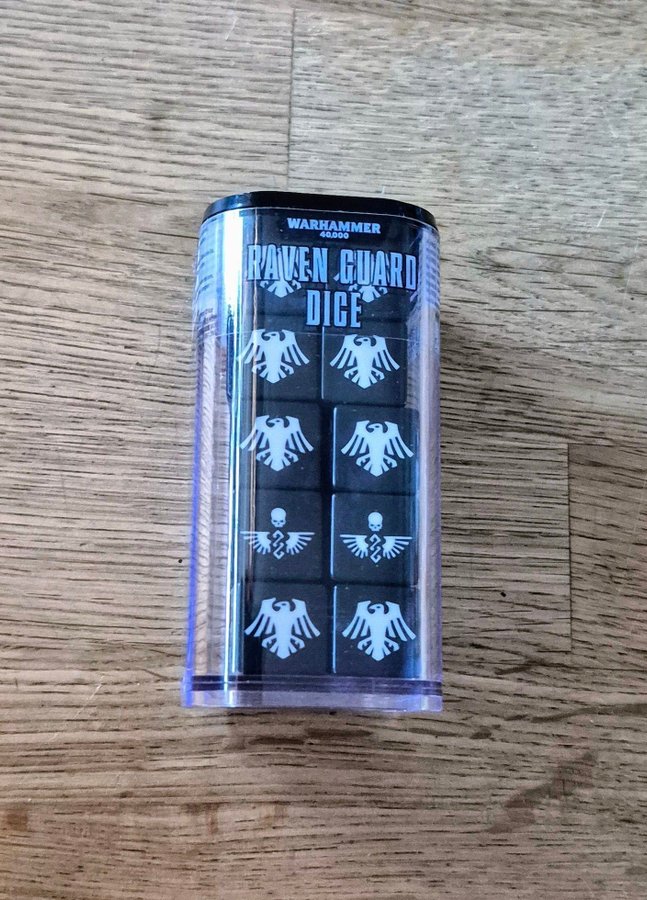 WARHAMMER
40,000
RAVEN GUARD
DICE